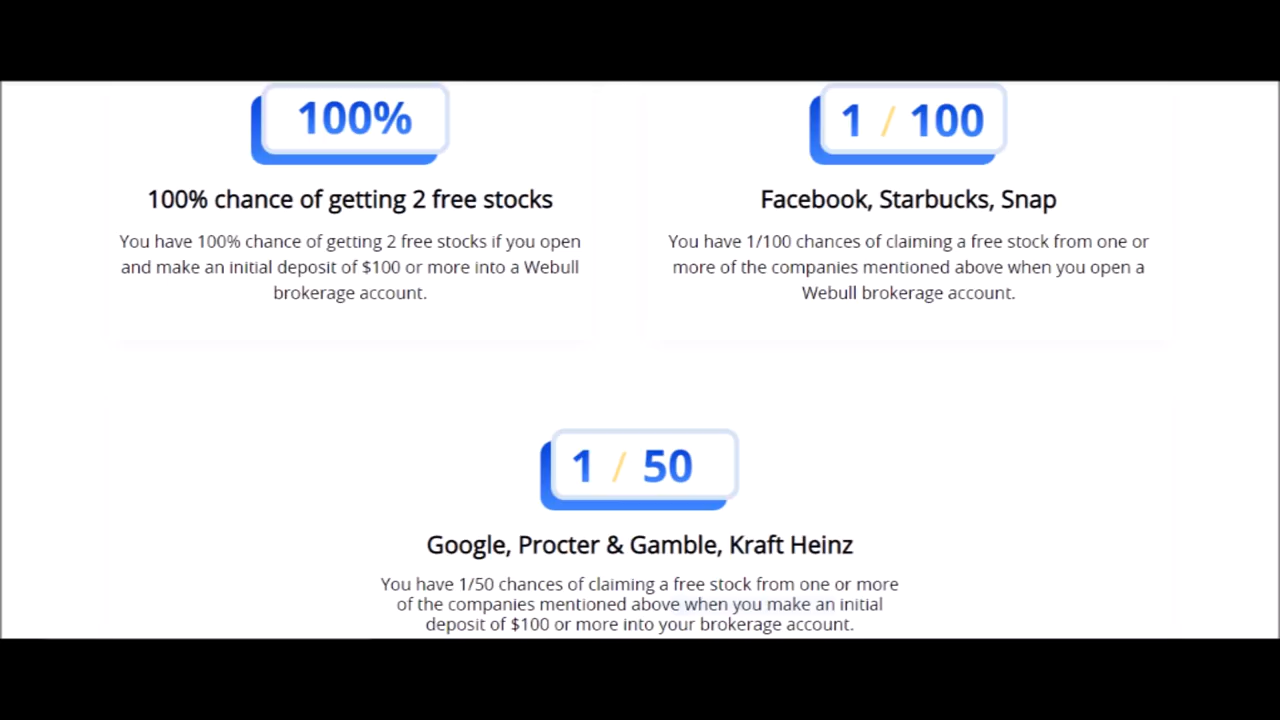 100%
100% chance of getting 2 free stocks
You have 100% chance of getting 2 free stocks if you open
and make an initial deposit of $100 or more into a Webull
brokerage account.
1 / 100
Facebook, Starbucks, Snap
You have 1/100 chances of claiming a free stock from one or
more of the companies mentioned above when you open a
Webull brokerage account.
1 / 50
Google, Procter & Gamble, Kraft Heinz
You have 1/50 chances of claiming a free stock from one or more
of the companies mentioned above when you make an initial
deposit of $100 or more into your brokerage account.